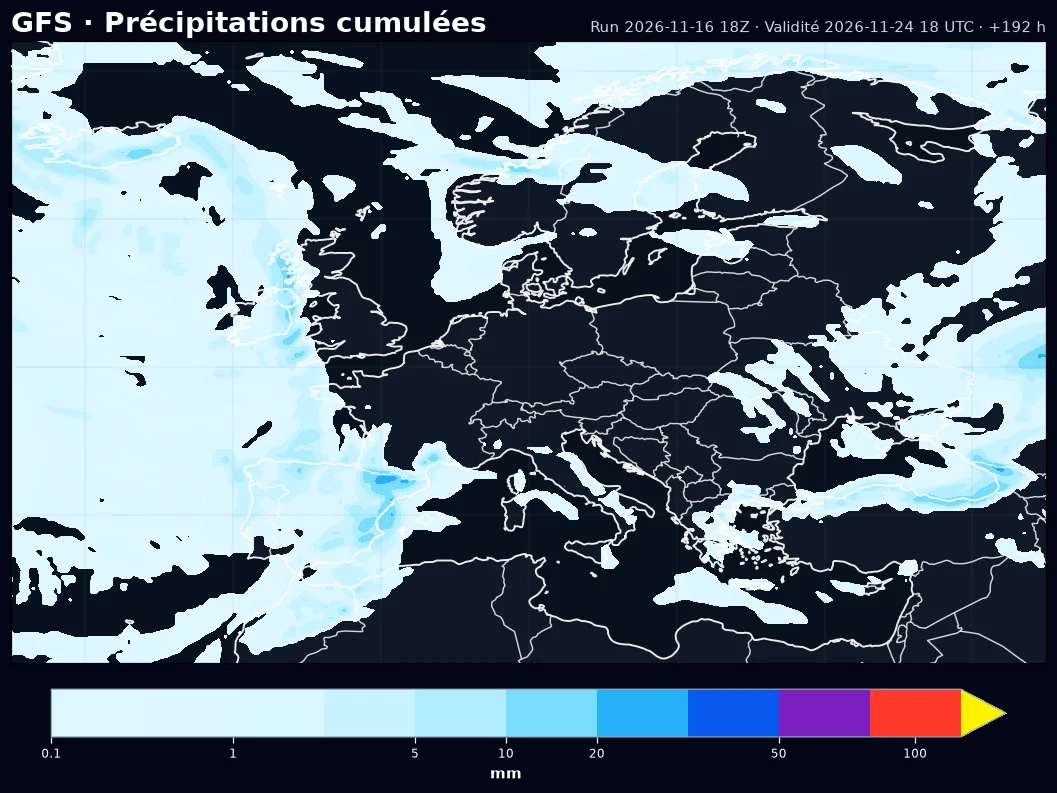 GFS · Précipitations cumulées
Run 2026-11-16 18Z · Validité 2026-11-24 18 UTC · +192 h
0.1 1 5 10 20 50 100
mm